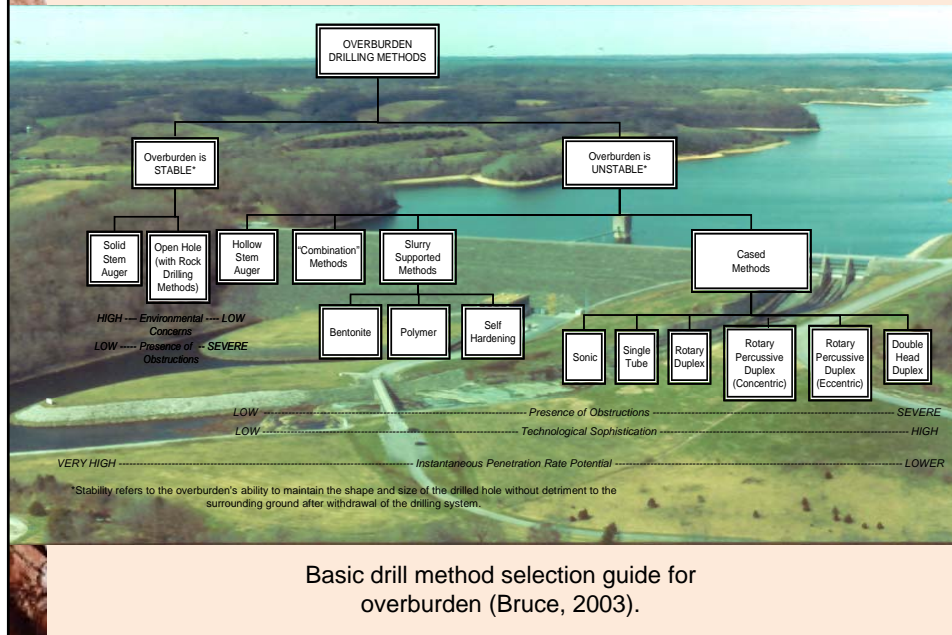 OVERBURDEN
DRILLING METHODS
Overburden is
STABLE*
Overburden is
UNSTABLE*
Solid
Stem
Auger
Open Hole
(with Rock
Drilling
Methods)
Hollow
Stem
Auger
"Combination"
Methods
Slurry
Supported
Methods
Cased
Methods
HIGH ---- Environmental ---- LOW
Concerns
LOW ----- Presence of -- SEVERE
Obstructions
Bentonite
Polymer
Self
Hardening
Sonic
Single
Tube
Rotary
Duplex
Rotary
Percussive
Duplex
(Concentric)
Rotary
Percussive
Duplex
(Eccentric)
Double
Head
Duplex
LOW ---- Presence of Obstructions ---- SEVERE
LOW ---- Technological Sophistication ---- HIGH
VERY HIGH ---- Instantaneous Penetration Rate Potential ---- LOWER
*Stability refers to the overburden's ability to maintain the shape and size of the drilled hole without detriment to the
surrounding ground after withdrawal of the drilling system.
Basic drill method selection guide for
overburden (Bruce, 2003).